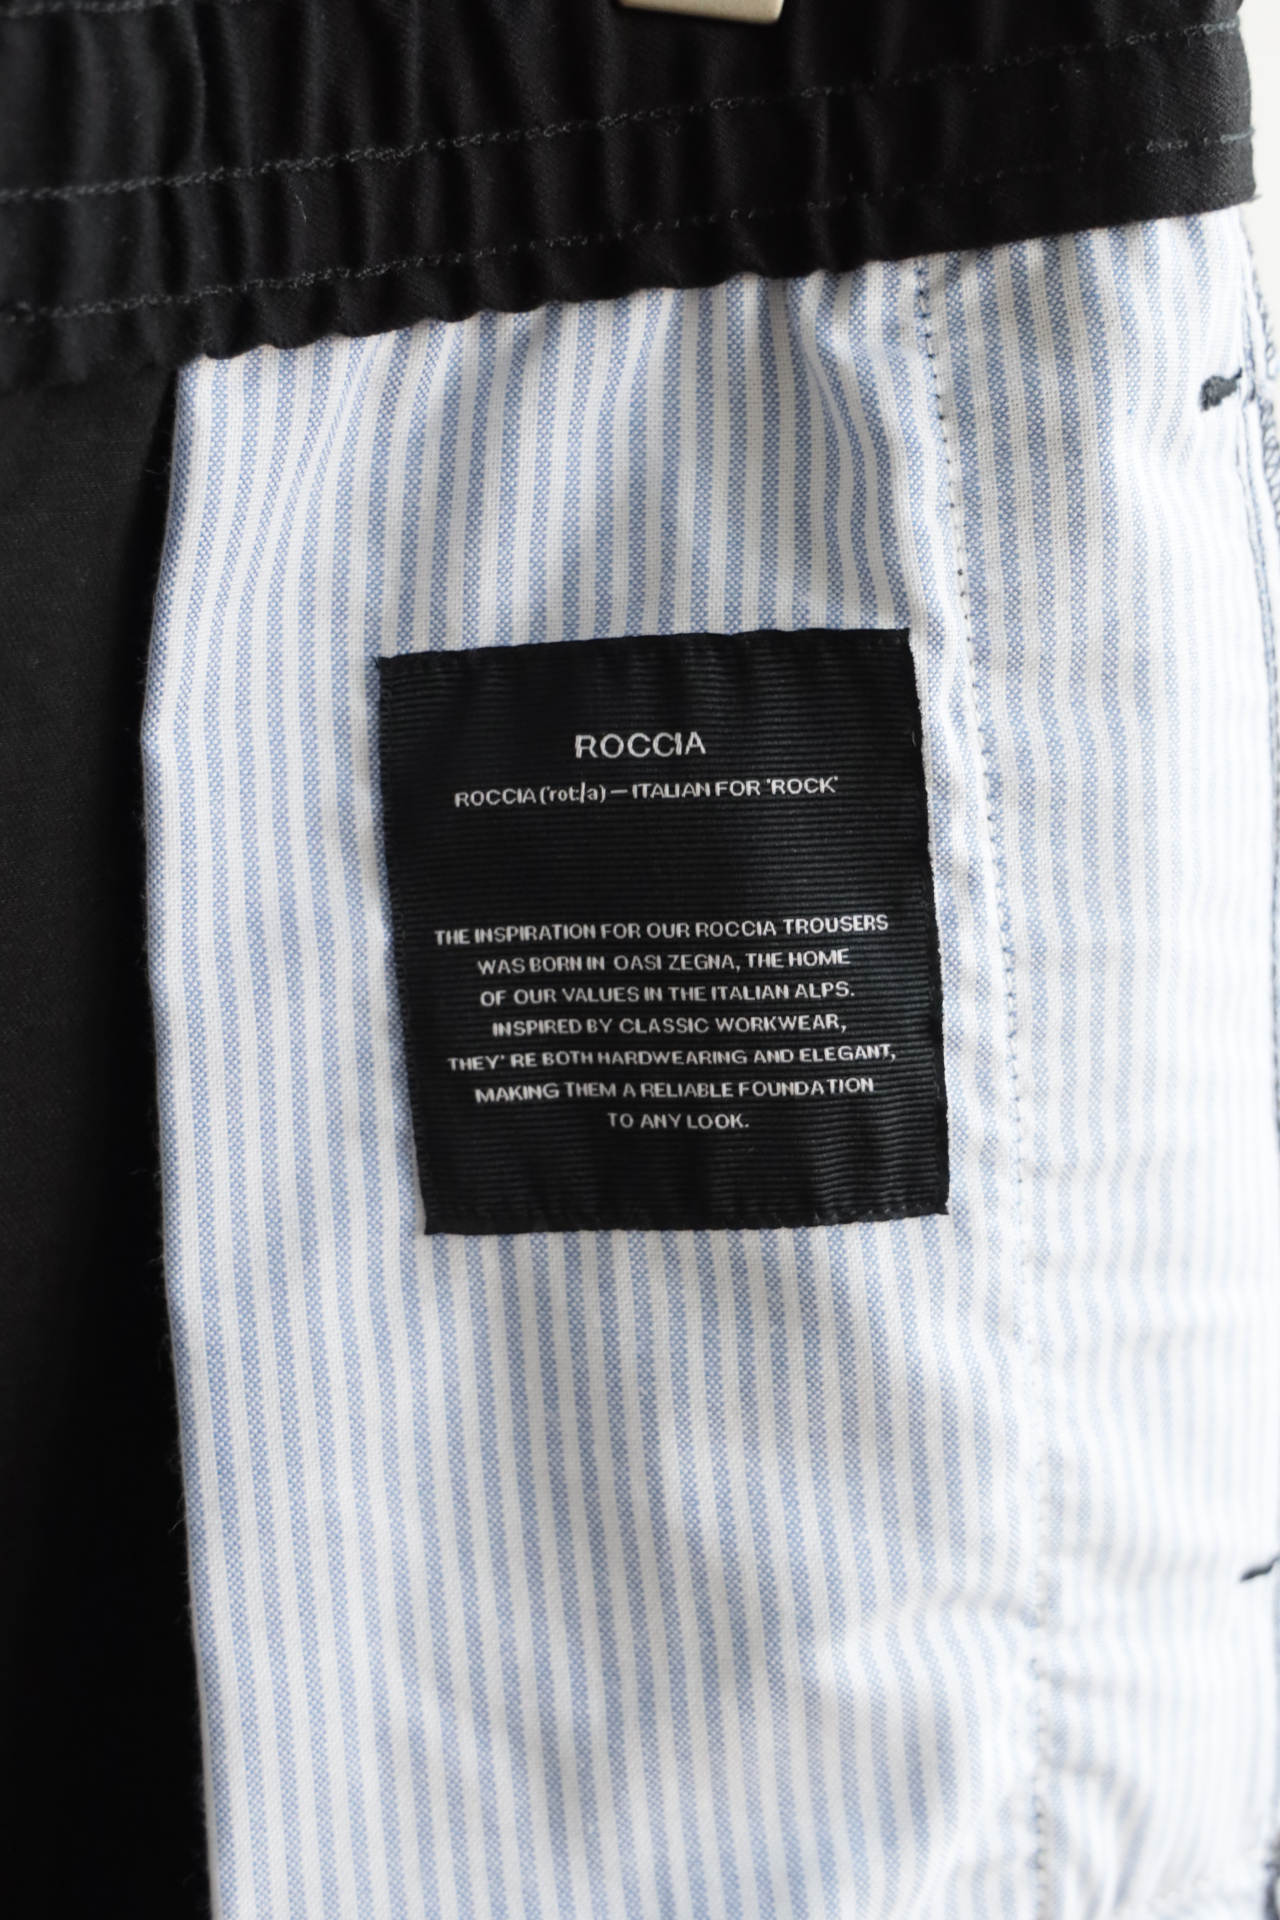 ROCCIA
ROCCIA ('rot:ʃa) – ITALIAN FOR 'ROCK'
THE INSPIRATION FOR OUR ROCCIA TROUSERS
WAS BORN IN OASI ZEGNA, THE HOME
OF OUR VALUES IN THE ITALIAN ALPS.
INSPIRED BY CLASSIC WORKWEAR,
THEY' RE BOTH HARDWEARING AND ELEGANT,
MAKING THEM A RELIABLE FOUNDATION
TO ANY LOOK.